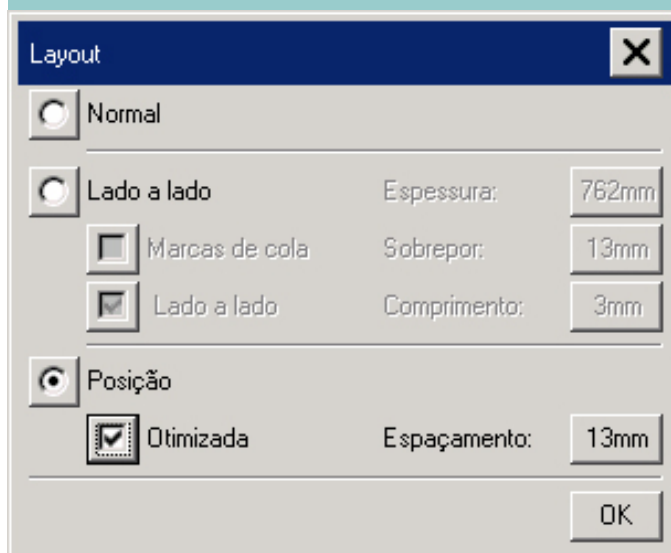 Layout
Normal
Lado a lado Espessura: 762mm
Marcas de cola Sobrepor: 13mm
Lado a lado Comprimento: 3mm
Posição
Otimizada Espaçamento: 13mm
OK